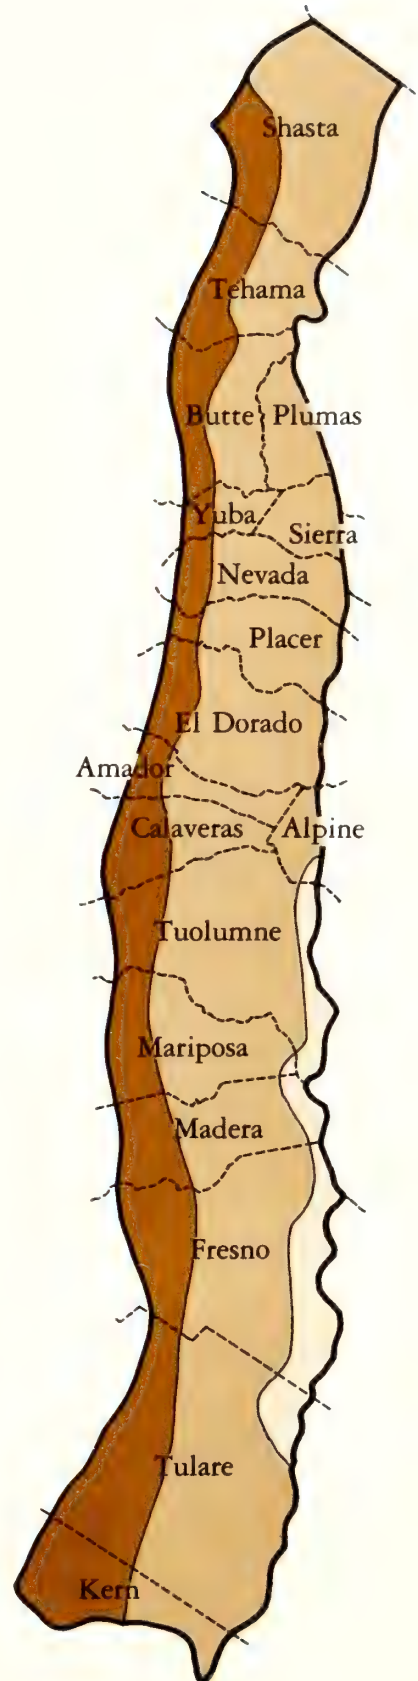 Shasta
Tehama
Butte
Plumas
Yuba
Sierra
Nevada
Placer
El Dorado
Amador
Calaveras
Alpine
Tuolumne
Mariposa
Madera
Fresno
Tulare
Kern